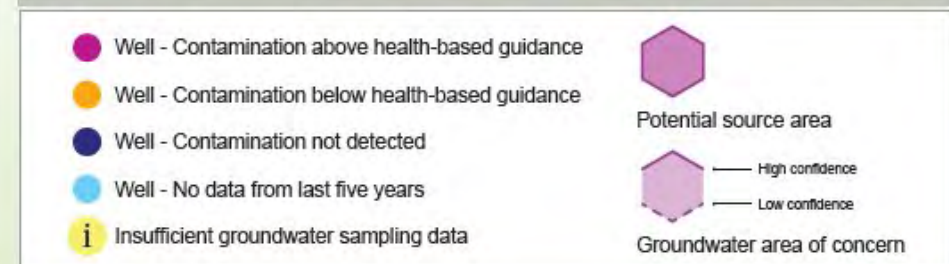 Well - Contamination above health-based guidance
Well - Contamination below health-based guidance
Well - Contamination not detected
Well - No data from last five years
i Insufficient groundwater sampling data
Potential source area
High confidence
Low confidence
Groundwater area of concern